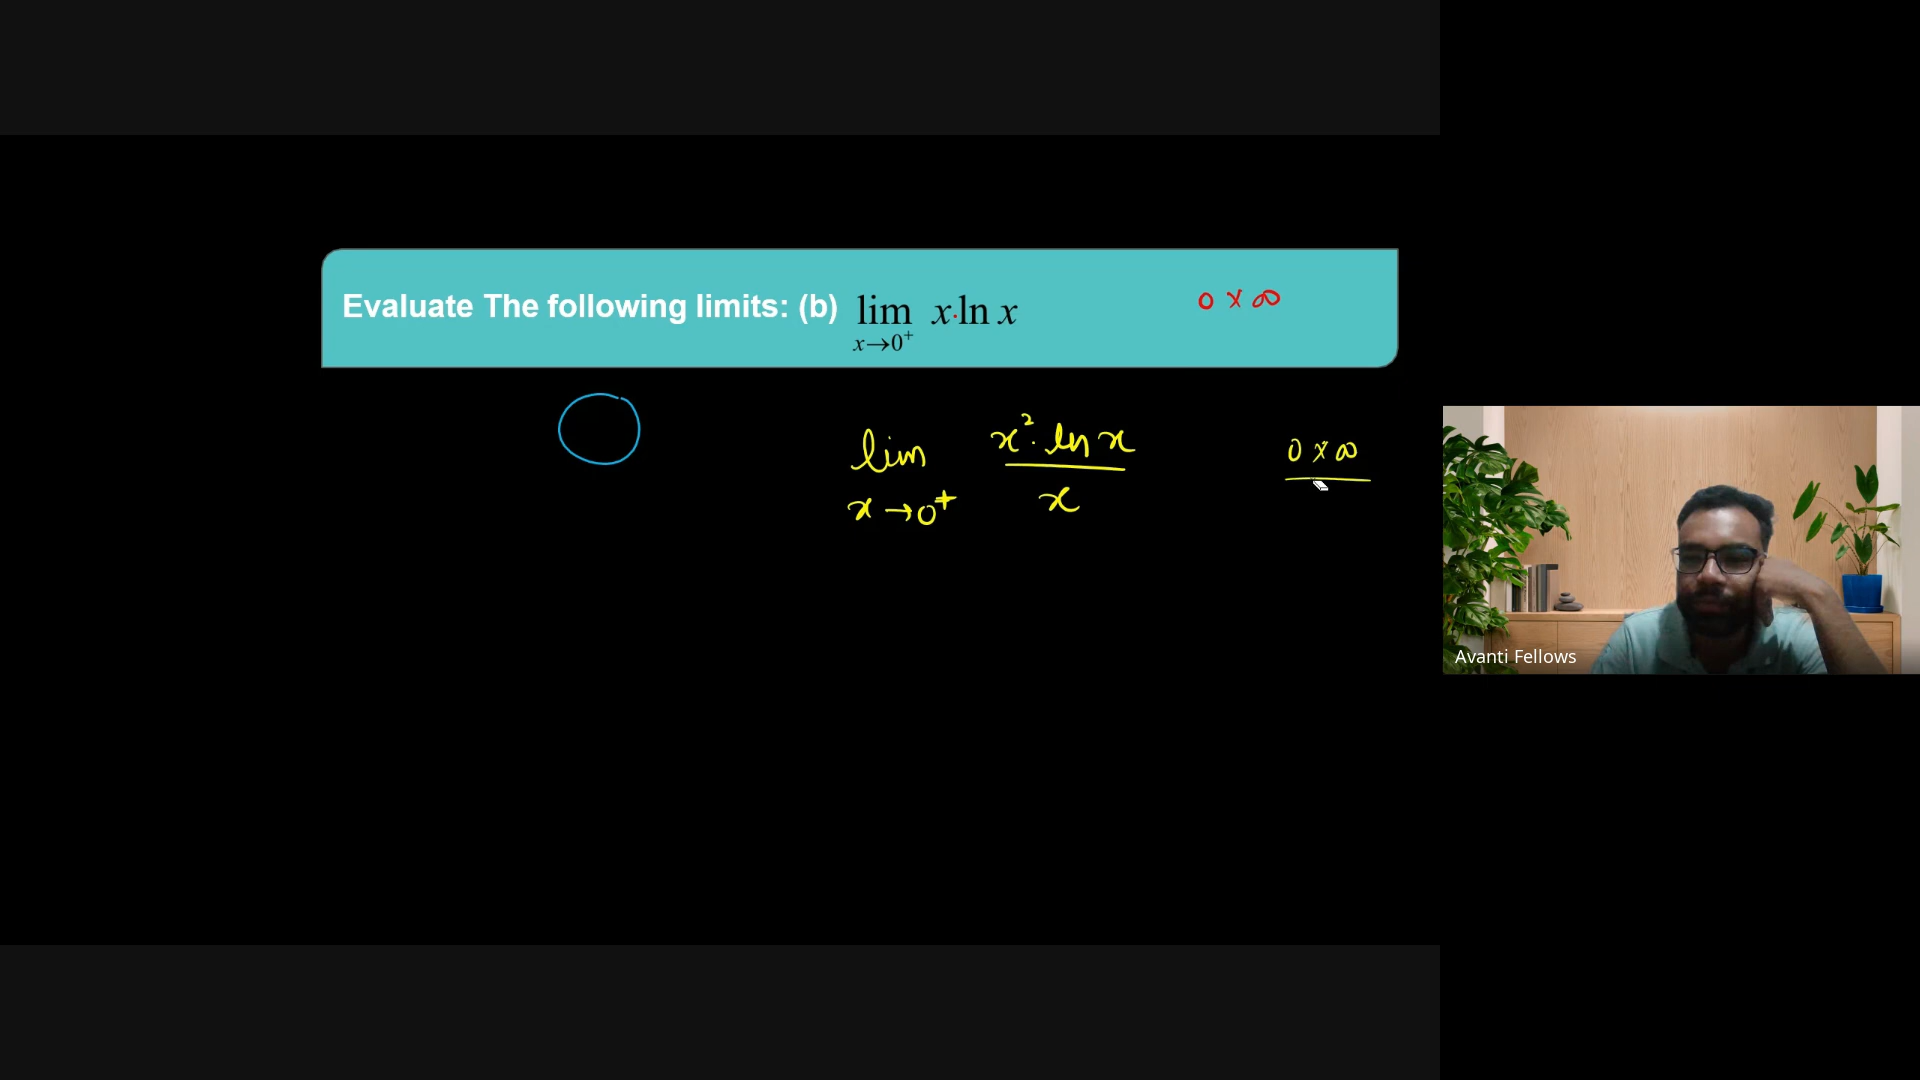 Evaluate The following limits: (b) lim x·ln x 0 × ∞
x→0⁺
lim x²·ln x 0 × ∞
x→0⁺ x
Avanti Fellows